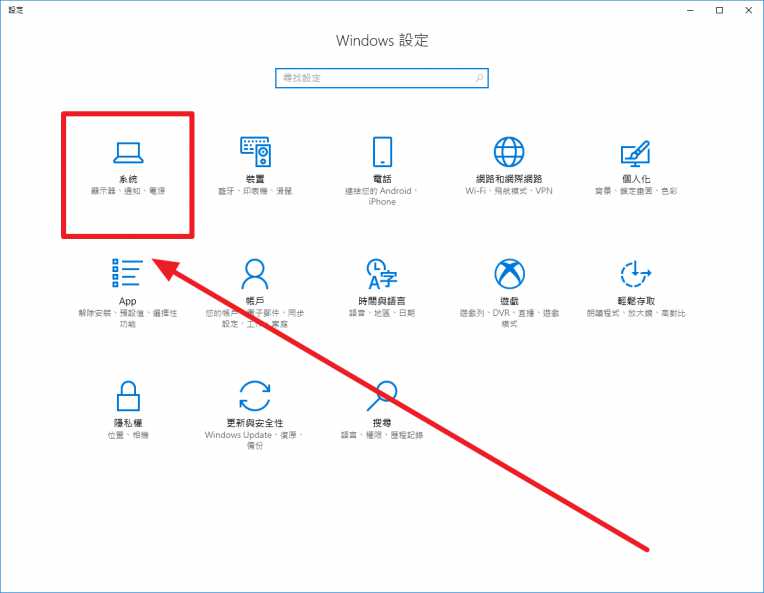 設定
Windows 設定
尋找設定
系統
顯示器、通知、電源
裝置
藍牙、印表機、滑鼠
電話
連結您的 Android、
iPhone
網路和網際網路
Wi-Fi、飛航模式、VPN
個人化
背景、鎖定畫面、色彩
App
解除安裝、預設值、選擇性
功能
帳戶
您的帳戶、電子郵件、同步
設定、工作、家庭
時間與語言
語音、地區、日期
遊戲
遊戲列、DVR、直播、遊戲
模式
輕鬆存取
朗讀程式、放大鏡、高對比
隱私權
位置、相機
更新與安全性
Windows Update、復原、
備份
搜尋
語言、權限、歷程記錄